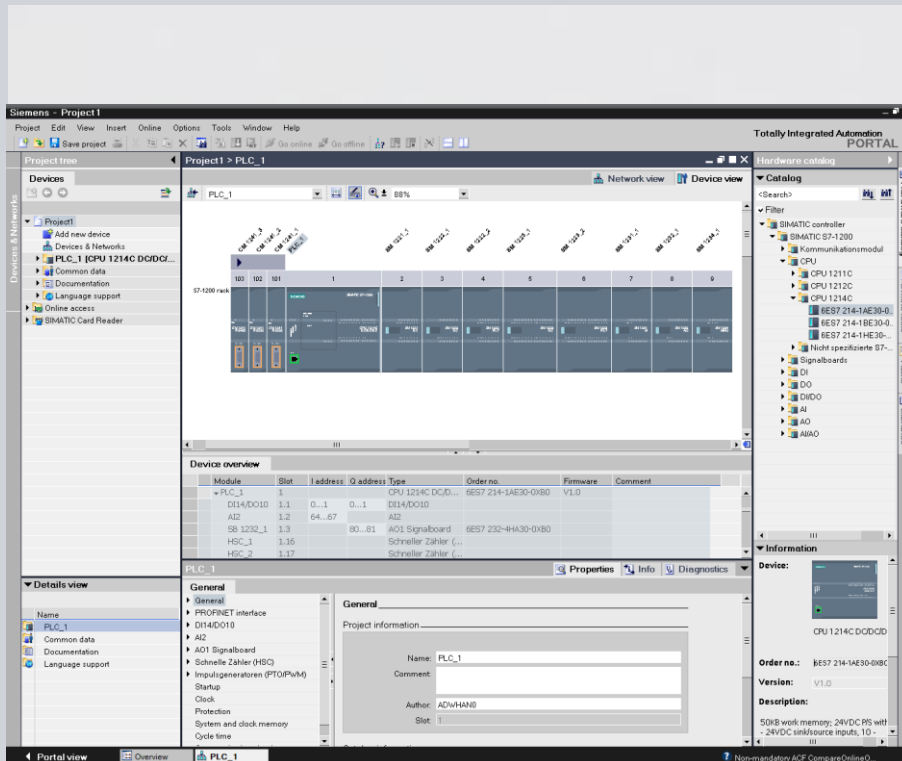 Siemens - Project1
Project Edit View Insert Online Options Tools Window Help
Save project Go online Go offline
Totally Integrated Automation
PORTAL
Project tree
Devices
Devices & Networks
Project1
Add new device
Devices & Networks
PLC_1 [CPU 1214C DC/DC/...
Common data
Documentation
Language support
Online access
SIMATIC Card Reader
Details view
Name
PLC_1
Common data
Documentation
Language support
Project1 > PLC_1
Network view Device view
PLC_1 88%
CM 1241_3 CM 1241_2 CM 1241_1 PLC_1
103 102 101 1 2 3 4 5 6 7 8 9
S7-1200 rack
Device overview
Module Slot I address Q address Type Order no. Firmware Comment
PLC_1 1 CPU 1214C DC/D... 6ES7 214-1AE30-0XB0 V1.0
DI14/DO10 1.1 0...1 0...1 DI14/DO10
AI2 1.2 64...67 AI2
SB 1232_1 1.3 80...81 AO1 Signalboard 6ES7 232-4HA30-0XB0
HSC_1 1.16 Schneller Zähler (...
HSC_2 1.17 Schneller Zähler (...
PLC_1
Properties Info Diagnostics
General
General
PROFINET interface
DI14/DO10
AI2
AO1 Signalboard
Schnelle Zähler (HSC)
Impulsgeneratoren (PTO/PWM)
Startup
Clock
Protection
System and clock memory
Cycle time
General
Project information
Name: PLC_1
Comment
Author: ADWHAN0
Slot: 1
Hardware catalog
Catalog
<Search>
Filter
SIMATIC controller
SIMATIC S7-1200
Kommunikationsmodul
CPU
CPU 1211C
CPU 1212C
CPU 1214C
6ES7 214-1AE30-0..
6ES7 214-1BE30-0..
6ES7 214-1HE30-...
Nicht spezifizierte S7-...
Signalboards
DI
DO
DI/DO
AI
AO
AI/AO
Information
Device:
CPU 1214C DC/DC/D
Order no.: 6ES7 214-1AE30-0XBC
Version: V1.0
Description:
50KB work memory; 24VDC P/S with
- 24VDC sink/source inputs, 10 -
Portal view Overview PLC_1
Non-mandatory ACF CompareOnlineO...